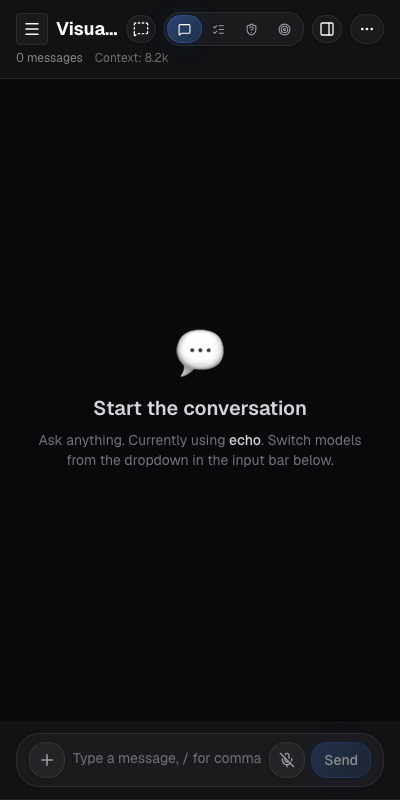 Visua...
0 messages Context: 8.2k
Start the conversation
Ask anything. Currently using echo. Switch models
from the dropdown in the input bar below.
Type a message, / for comma
Send